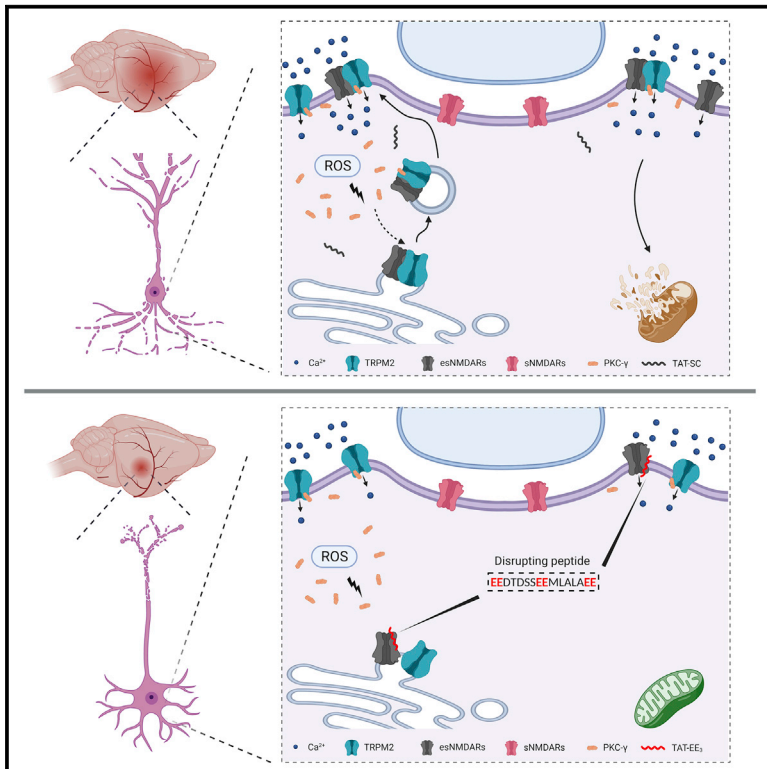 ROS
Ca²⁺ TRPM2 esNMDARs sNMDARs PKC-γ TAT-SC
ROS
Disrupting peptide
EEDTDSSEEMLALAEE
Ca²⁺ TRPM2 esNMDARs sNMDARs PKC-γ TAT-EE₃